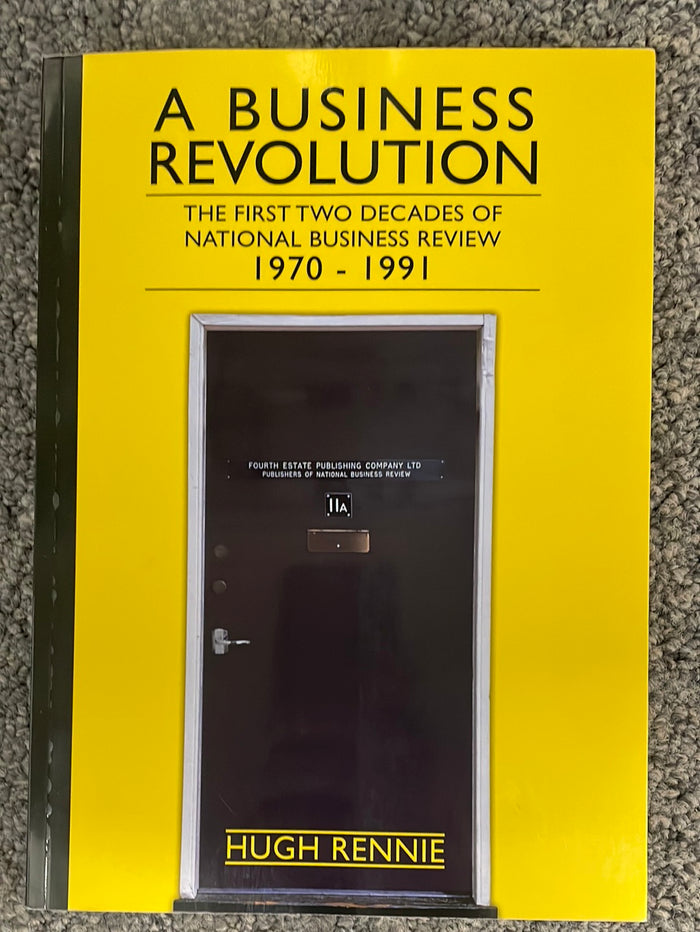 A BUSINESS
REVOLUTION
THE FIRST TWO DECADES OF
NATIONAL BUSINESS REVIEW
1970 - 1991
FOURTH ESTATE PUBLISHING COMPANY LTD
PUBLISHERS OF NATIONAL BUSINESS REVIEW
11A
HUGH RENNIE